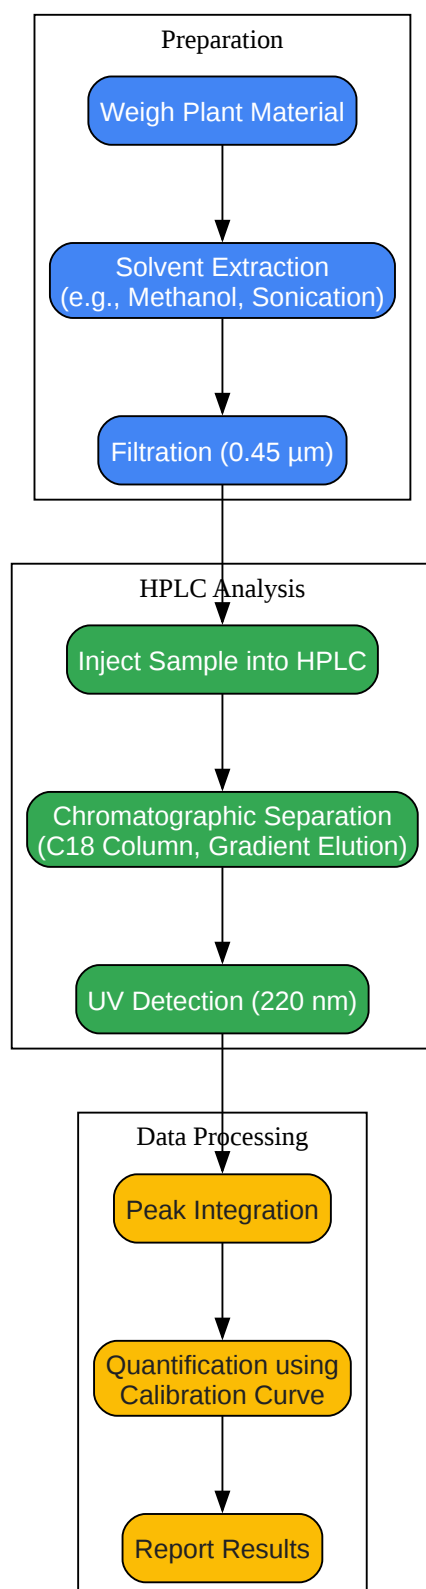 Preparation
Weigh Plant Material
Solvent Extraction
(e.g., Methanol, Sonication)
Filtration (0.45 µm)
HPLC Analysis
Inject Sample into HPLC
Chromatographic Separation
(C18 Column, Gradient Elution)
UV Detection (220 nm)
Data Processing
Peak Integration
Quantification using
Calibration Curve
Report Results